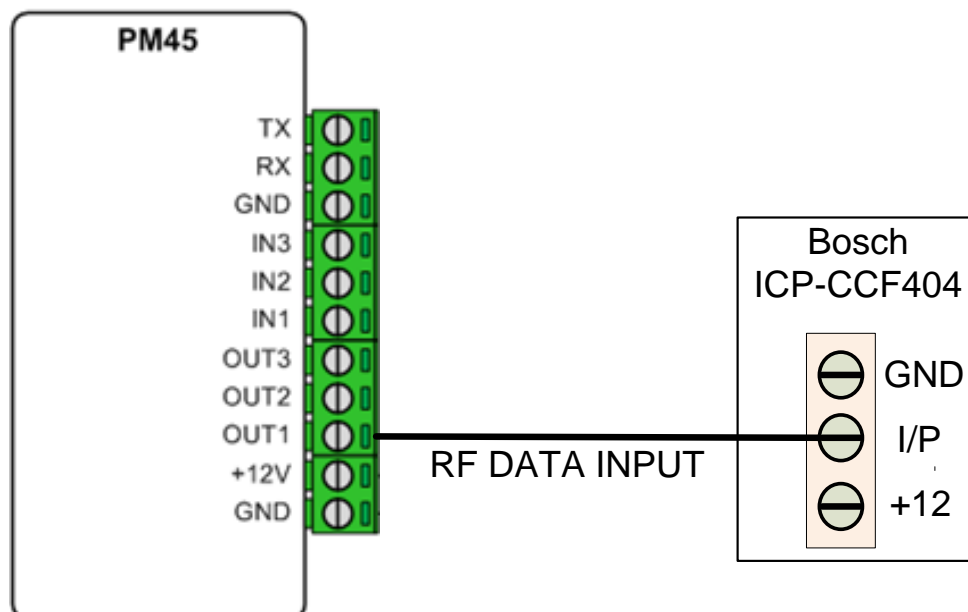 PM45
TX
RX
GND
IN3
IN2
IN1
OUT3
OUT2
OUT1
+12V
GND
RF DATA INPUT
Bosch
ICP-CCF404
GND
I/P
+12